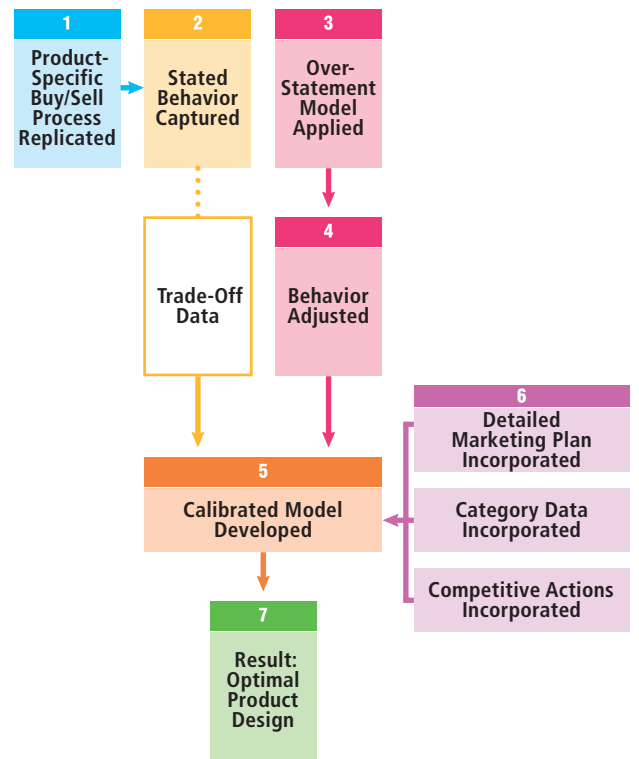 1
Product-
Specific
Buy/Sell
Process
Replicated
2
Stated
Behavior
Captured
3
Over-
Statement
Model
Applied
Trade-Off
Data
4
Behavior
Adjusted
5
Calibrated Model
Developed
6
Detailed
Marketing Plan
Incorporated
Category Data
Incorporated
Competitive Actions
Incorporated
7
Result:
Optimal
Product
Design